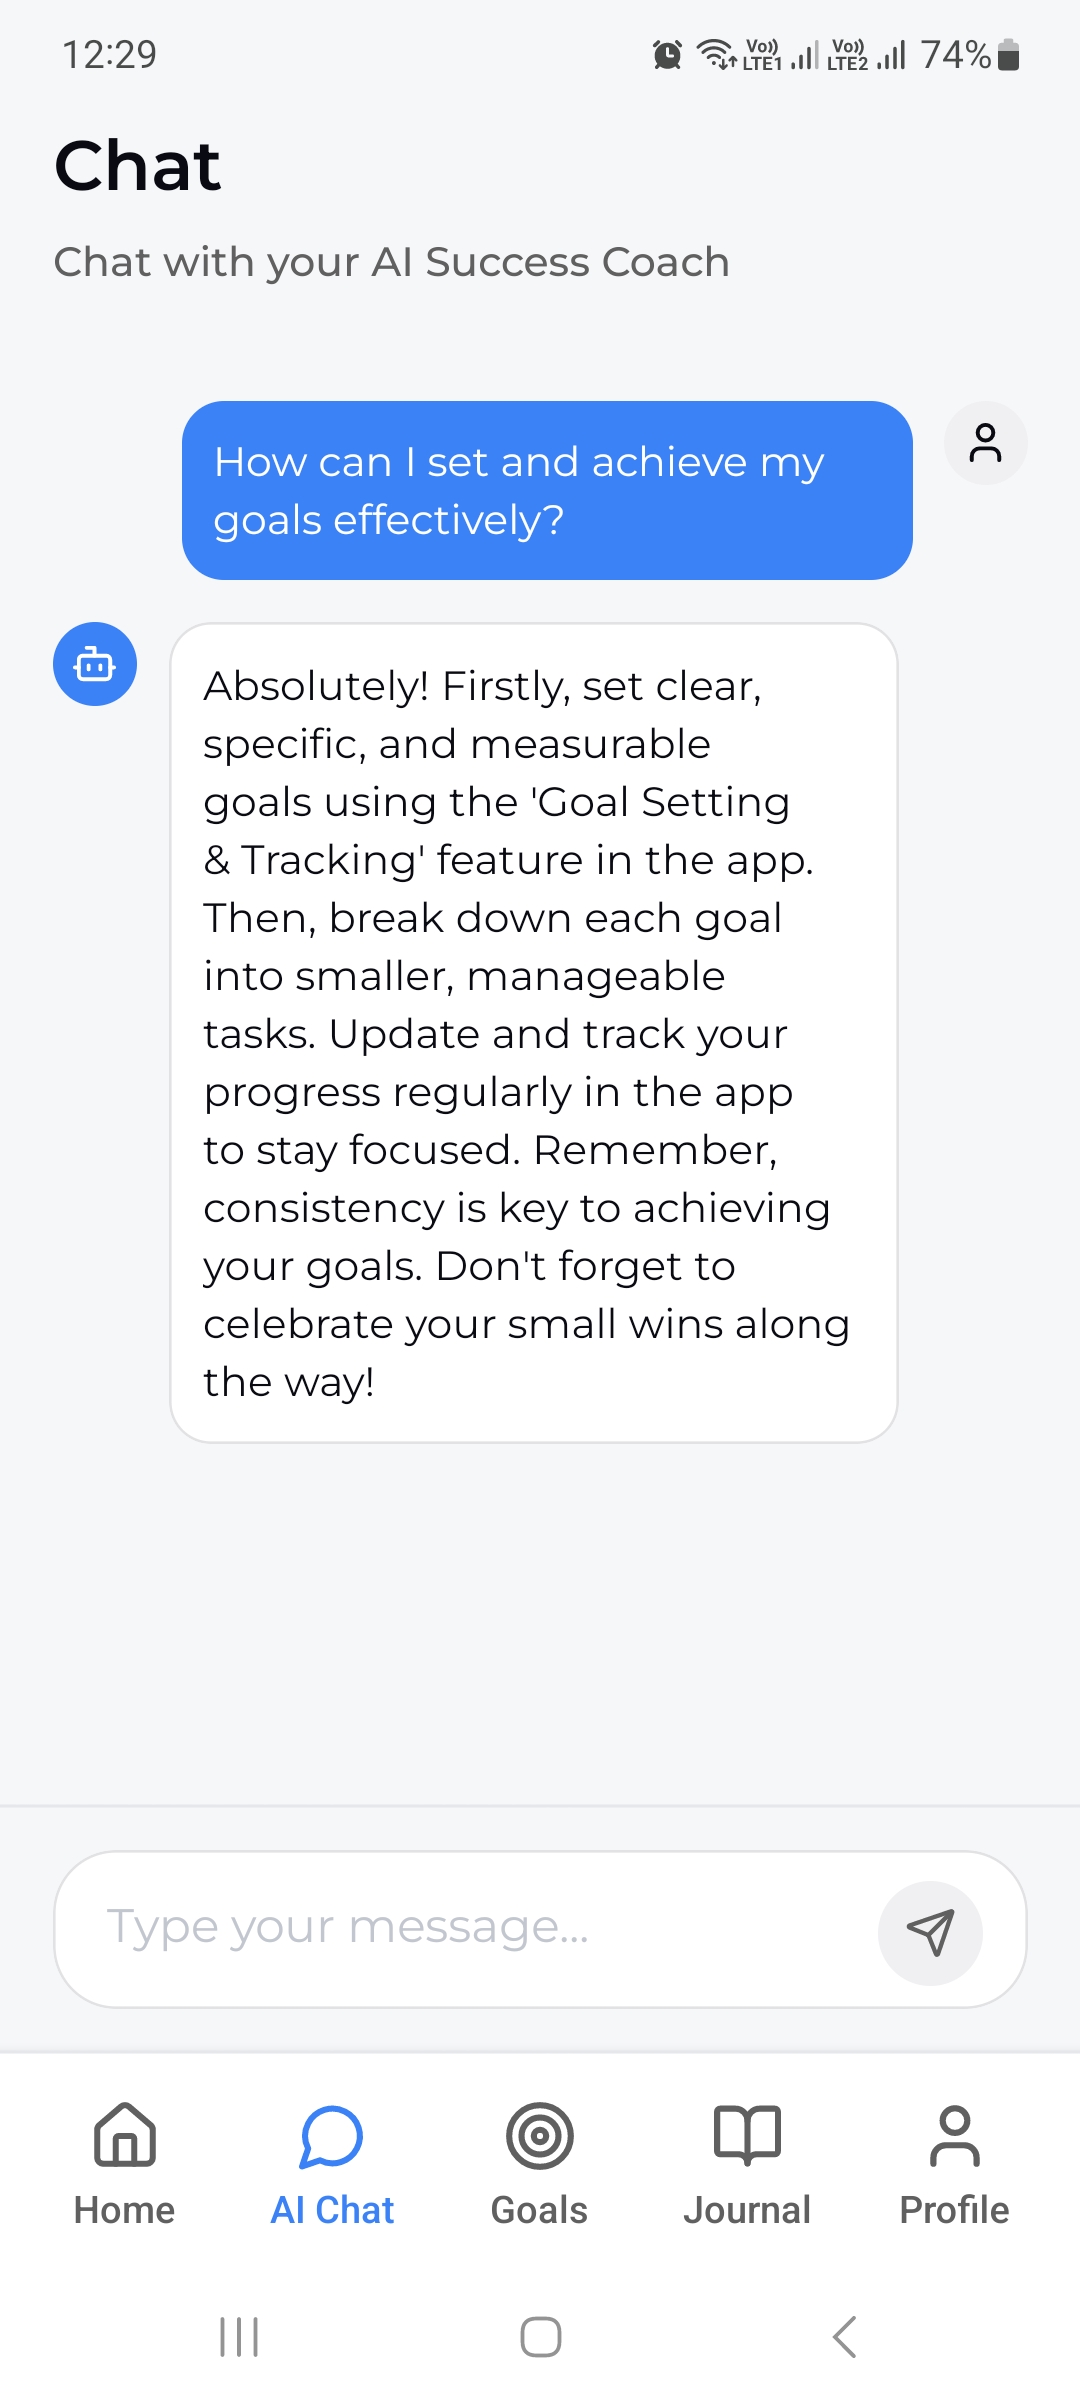 12:29
Vo)) LTE1 Vo)) LTE2 74%
Chat
Chat with your AI Success Coach
How can I set and achieve my
goals effectively?
Absolutely! Firstly, set clear,
specific, and measurable
goals using the 'Goal Setting
& Tracking' feature in the app.
Then, break down each goal
into smaller, manageable
tasks. Update and track your
progress regularly in the app
to stay focused. Remember,
consistency is key to achieving
your goals. Don't forget to
celebrate your small wins along
the way!
Type your message...
Home
AI Chat
Goals
Journal
Profile